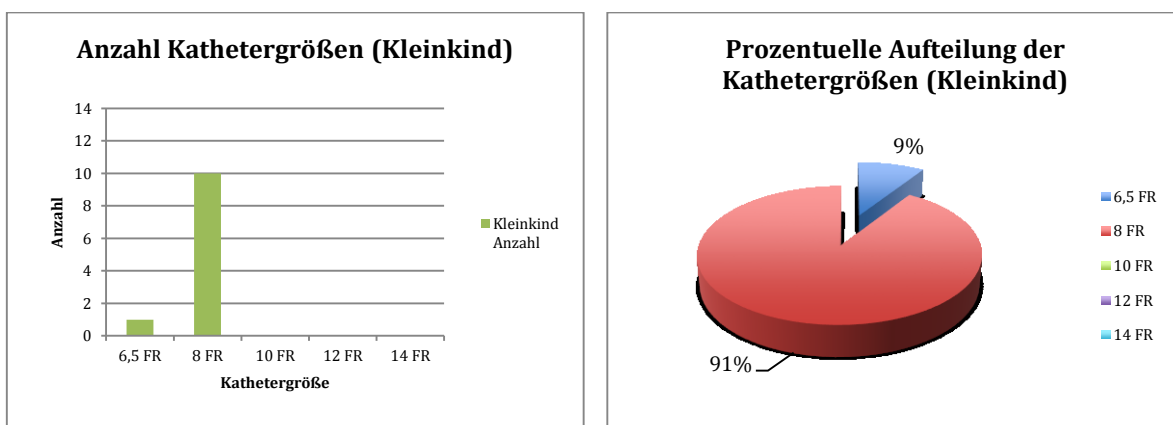 Anzahl Kathetergrößen (Kleinkind)
14
12
10
8
6
4
2
0
Anzahl
6,5 FR 8 FR 10 FR 12 FR 14 FR
Kathetergröße
Kleinkind
Anzahl
Prozentuelle Aufteilung der
Kathetergrößen (Kleinkind)
9%
91%
6,5 FR
8 FR
10 FR
12 FR
14 FR